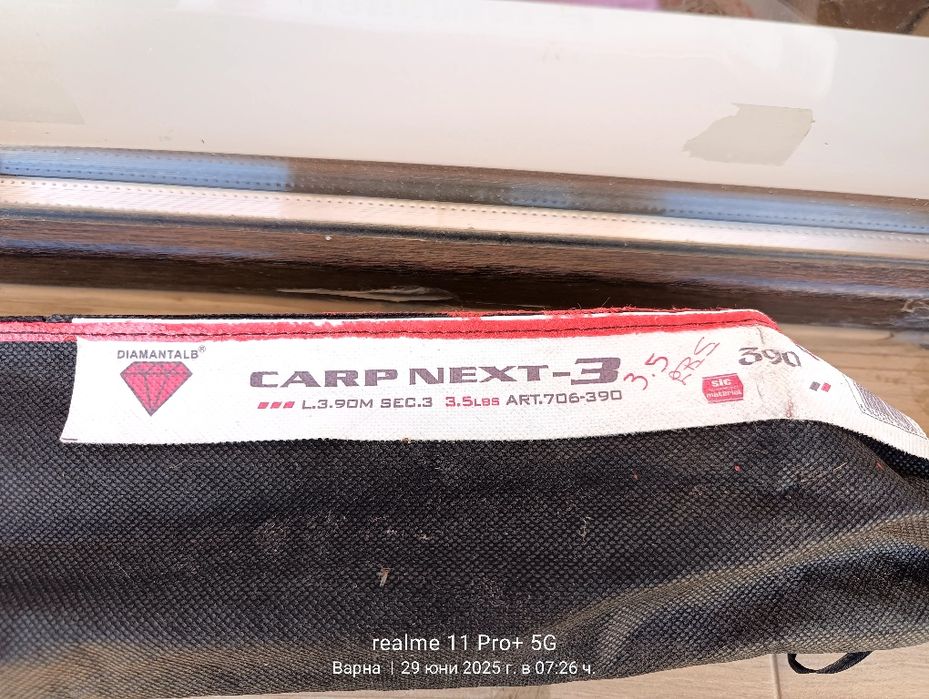 DIAMANTALB®
CARP NEXT-3
L.3.90M SEC.3 3.5LBS ART.706-390
3.5
390
sic
material
realme 11 Pro+ 5G
Варна | 29 юни 2025 г. в 07:26 ч.